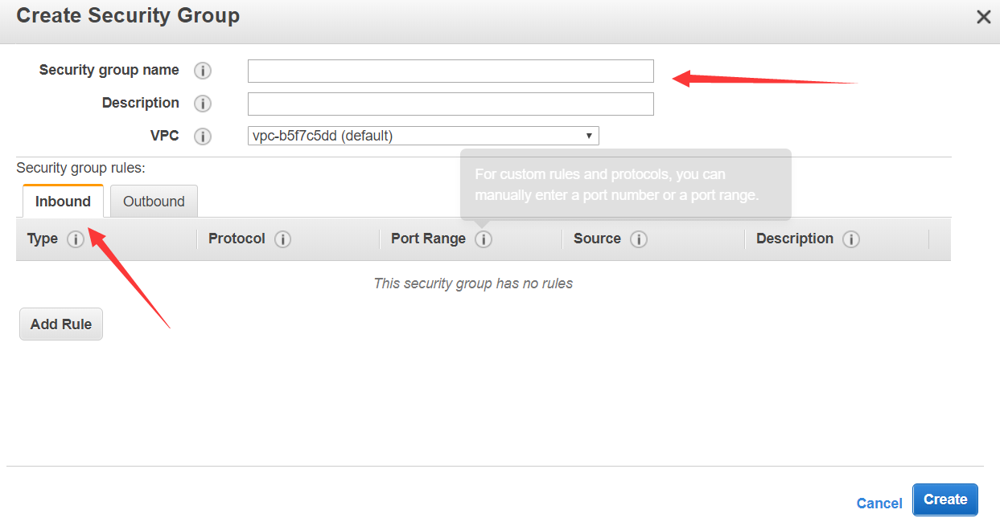 Create Security Group
Security group name
Description
VPC
vpc-b5f7c5dd (default)
Security group rules:
For custom rules and protocols, you can
manually enter a port number or a port range.
Inbound Outbound
Type Protocol Port Range Source Description
This security group has no rules
Add Rule
Cancel Create